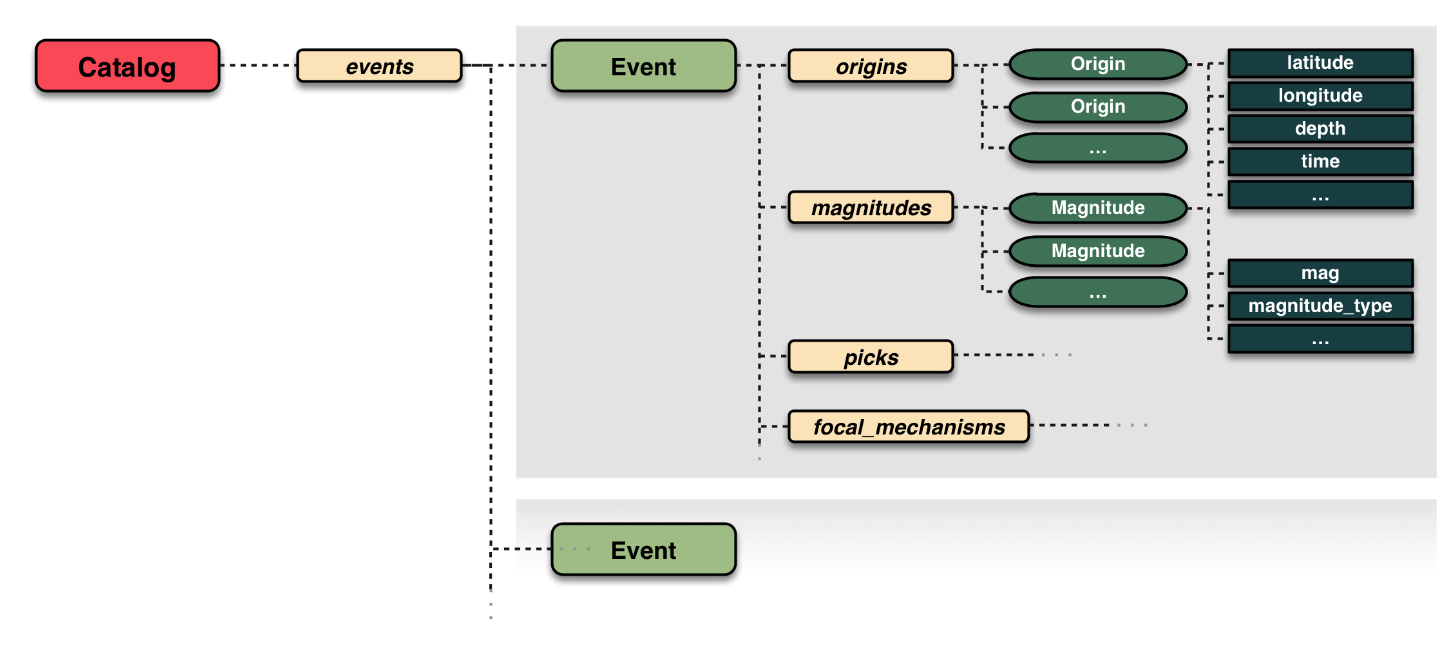 Catalog
events
Event
origins
Origin
Origin
...
latitude
longitude
depth
time
...
magnitudes
Magnitude
Magnitude
...
mag
magnitude_type
...
picks
focal_mechanisms
Event